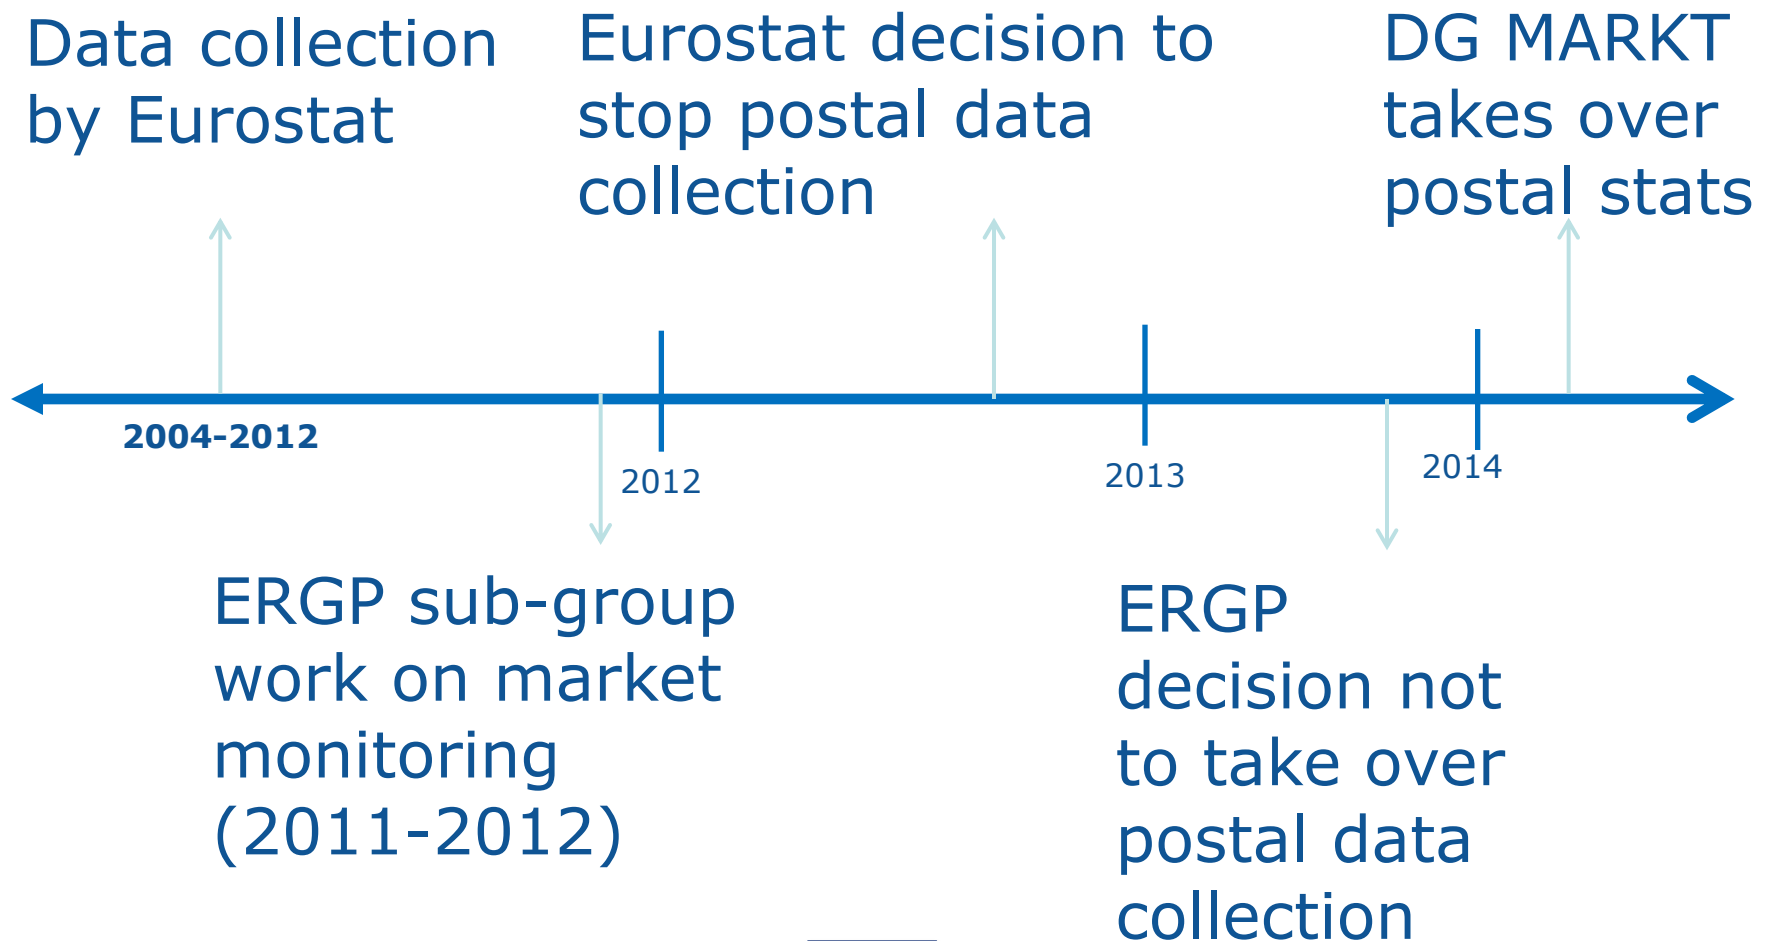 Data collection
by Eurostat
Eurostat decision to
stop postal data
collection
DG MARKT
takes over
postal stats
2004-2012
2012
2013
2014
ERGP sub-group
work on market
monitoring
(2011-2012)
ERGP
decision not
to take over
postal data
collection